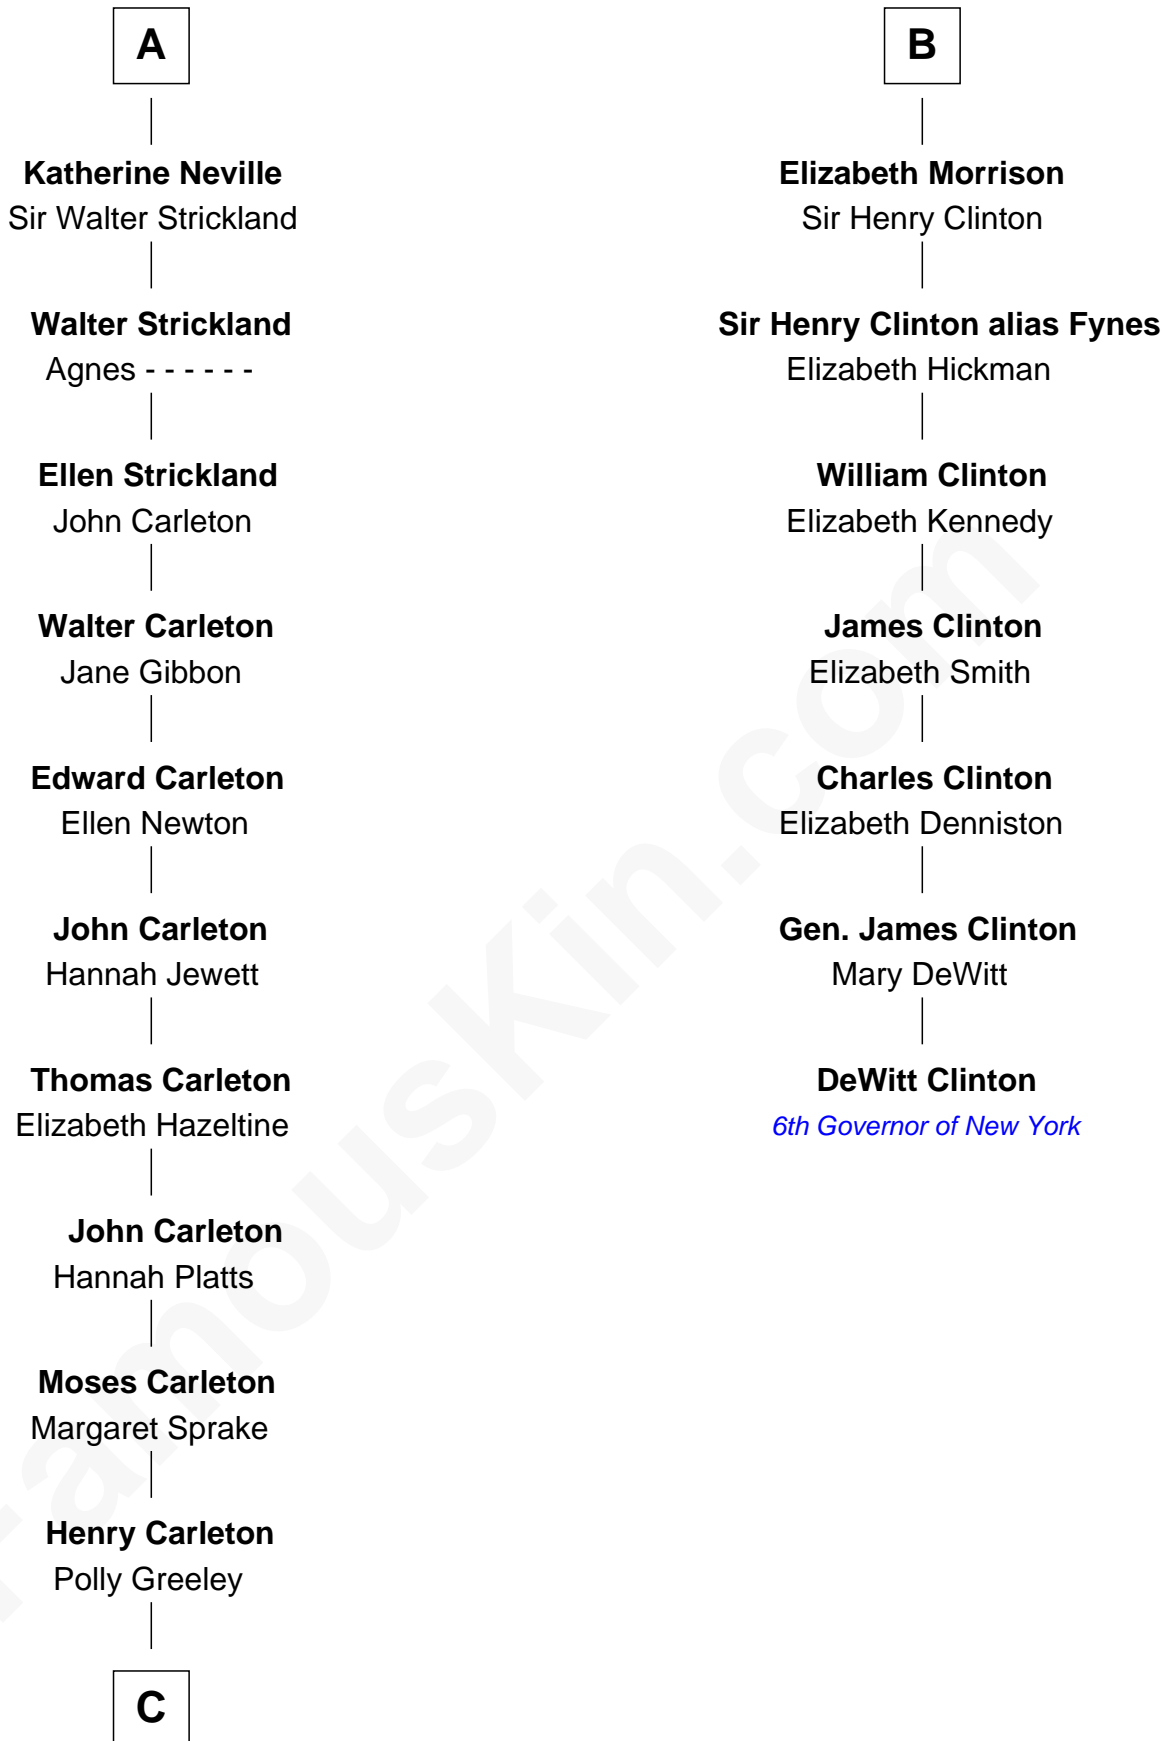 A
Katherine Neville
Sir Walter Strickland
Walter Strickland
Agnes - - - - - -
Ellen Strickland
John Carleton
Walter Carleton
Jane Gibbon
Edward Carleton
Ellen Newton
John Carleton
Hannah Jewett
Thomas Carleton
Elizabeth Hazeltine
John Carleton
Hannah Platts
Moses Carleton
Margaret Sprake
Henry Carleton
Polly Greeley
C
B
Elizabeth Morrison
Sir Henry Clinton
Sir Henry Clinton alias Fynes
Elizabeth Hickman
William Clinton
Elizabeth Kennedy
James Clinton
Elizabeth Smith
Charles Clinton
Elizabeth Denniston
Gen. James Clinton
Mary DeWitt
DeWitt Clinton
6th Governor of New York
FamousKin.com